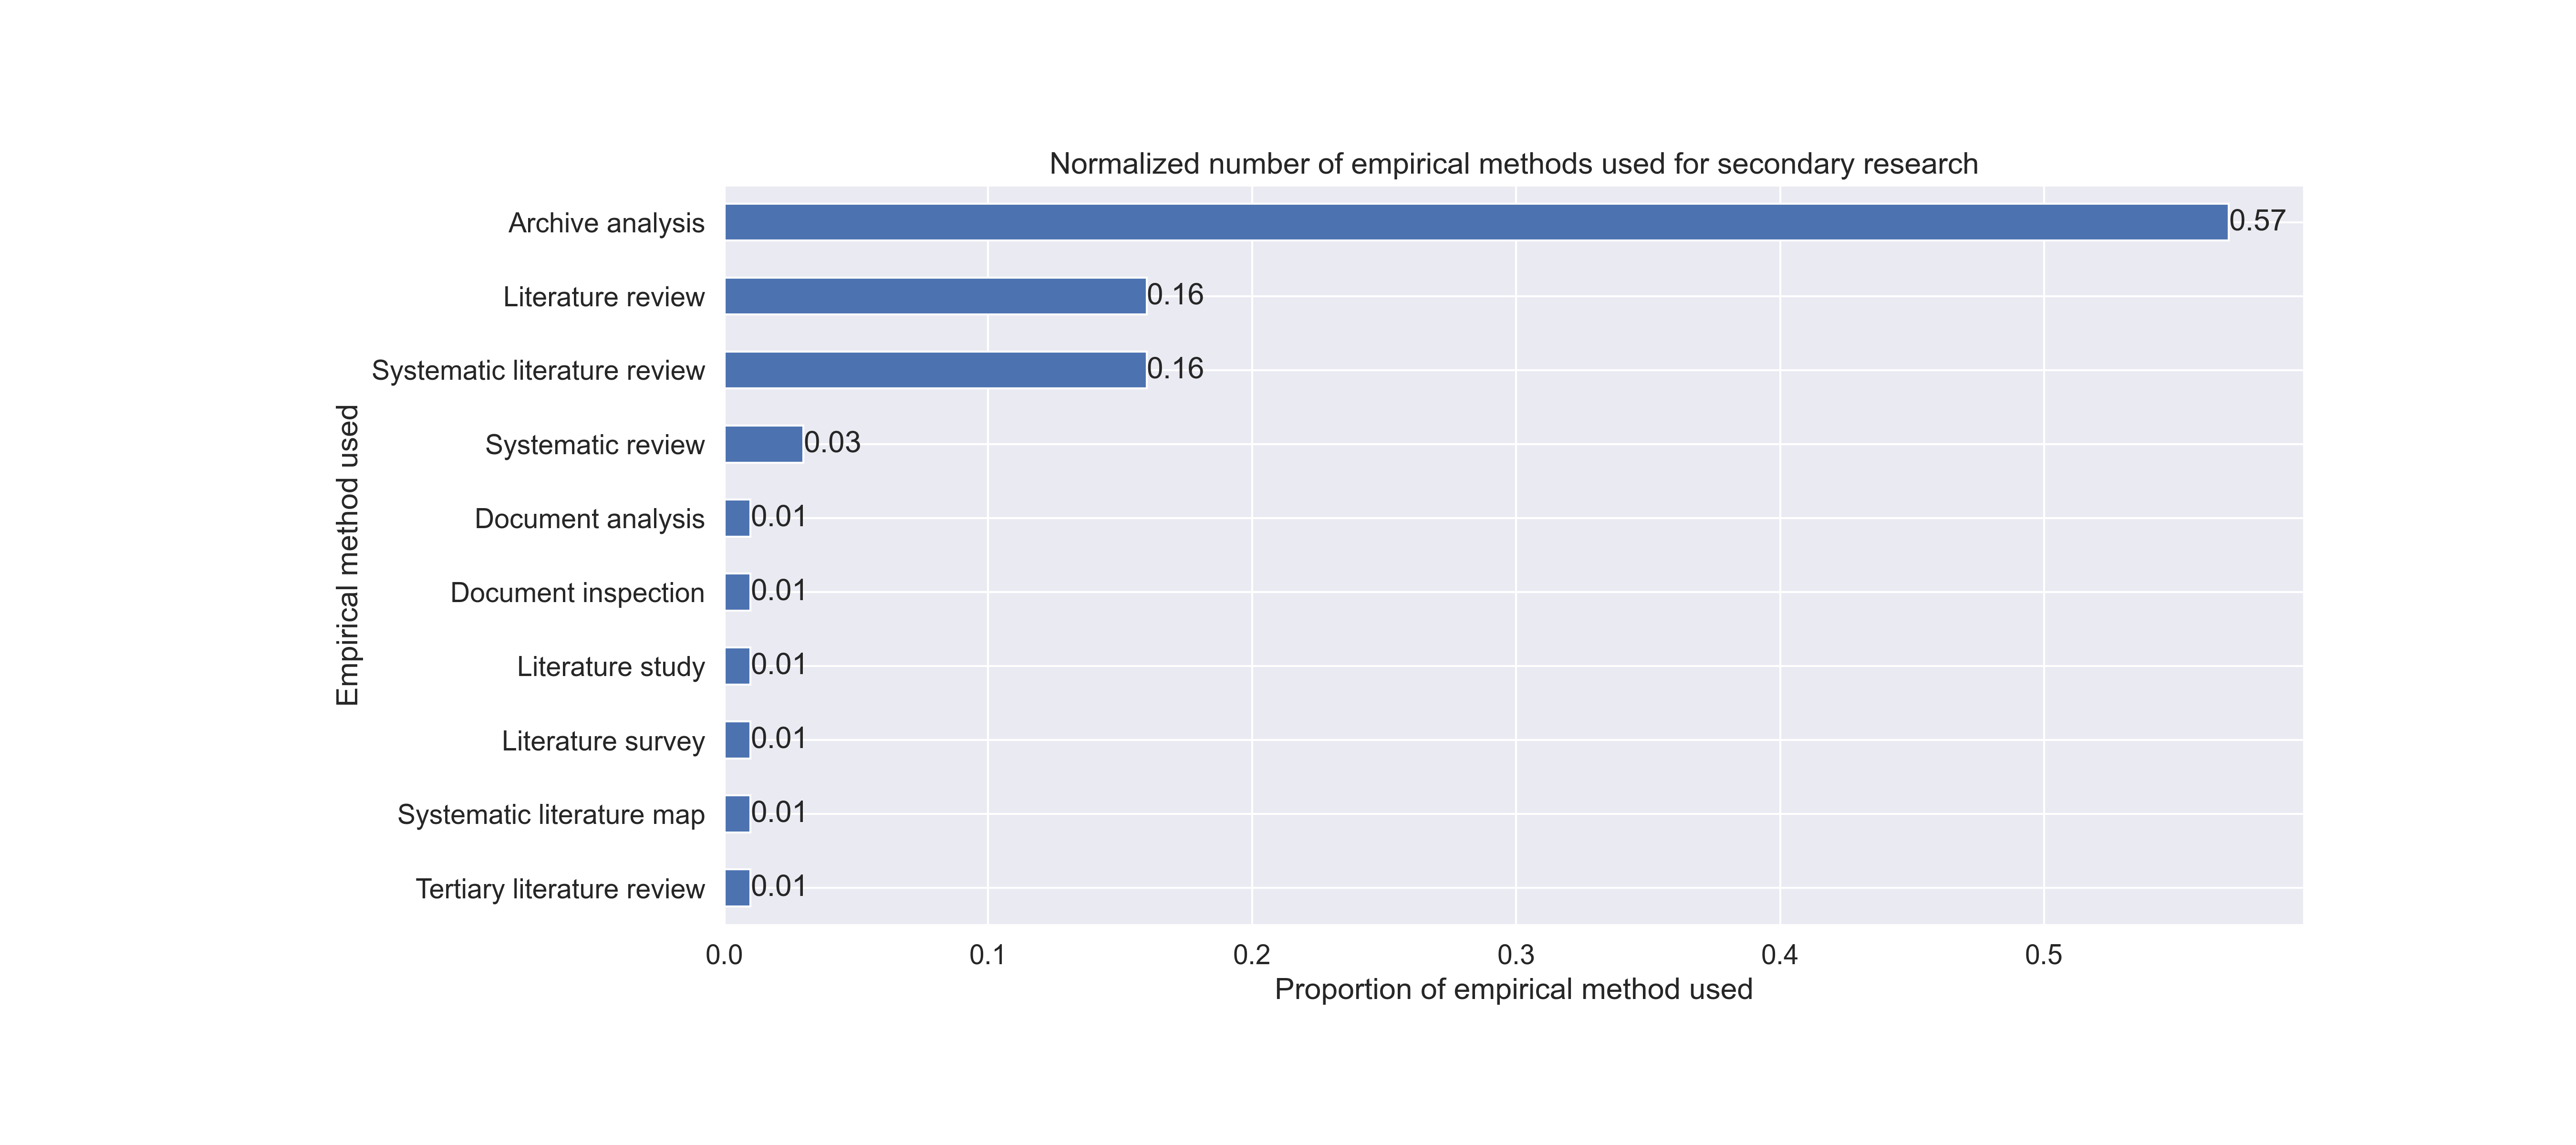 Normalized number of empirical methods used for secondary research
Empirical method used
Archive analysis 0.57
Literature review 0.16
Systematic literature review 0.16
Systematic review 0.03
Document analysis 0.01
Document inspection 0.01
Literature study 0.01
Literature survey 0.01
Systematic literature map 0.01
Tertiary literature review 0.01
0.0 0.1 0.2 0.3 0.4 0.5
Proportion of empirical method used